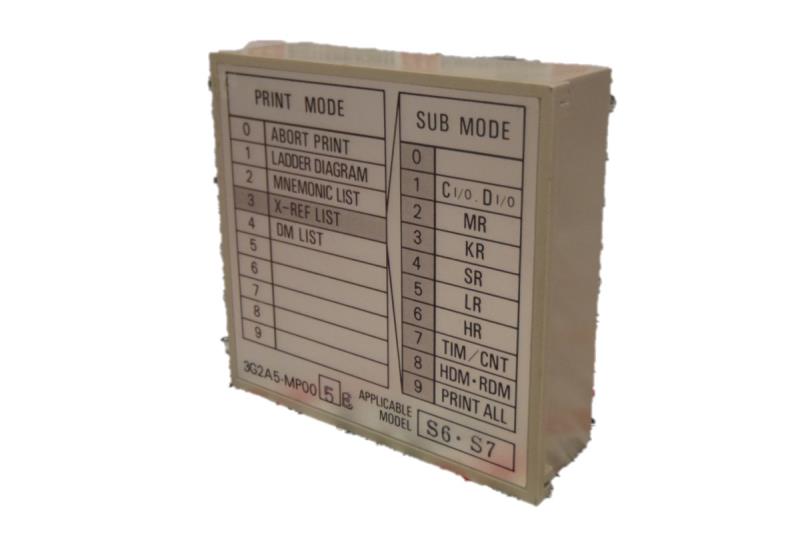 PRINT MODE
0 ABORT PRINT
1 LADDER DIAGRAM
2 MNEMONIC LIST
3 X-REF LIST
4 DM LIST
5
6
7
8
9
SUB MODE
0
1 C I/O . D I/O
2 MR
3 KR
4 SR
5 LR
6 HR
7 TIM/CNT
8 HDM·RDM
9 PRINT ALL
3G2A5-MP00 5E
APPLICABLE
MODEL
S6·S7